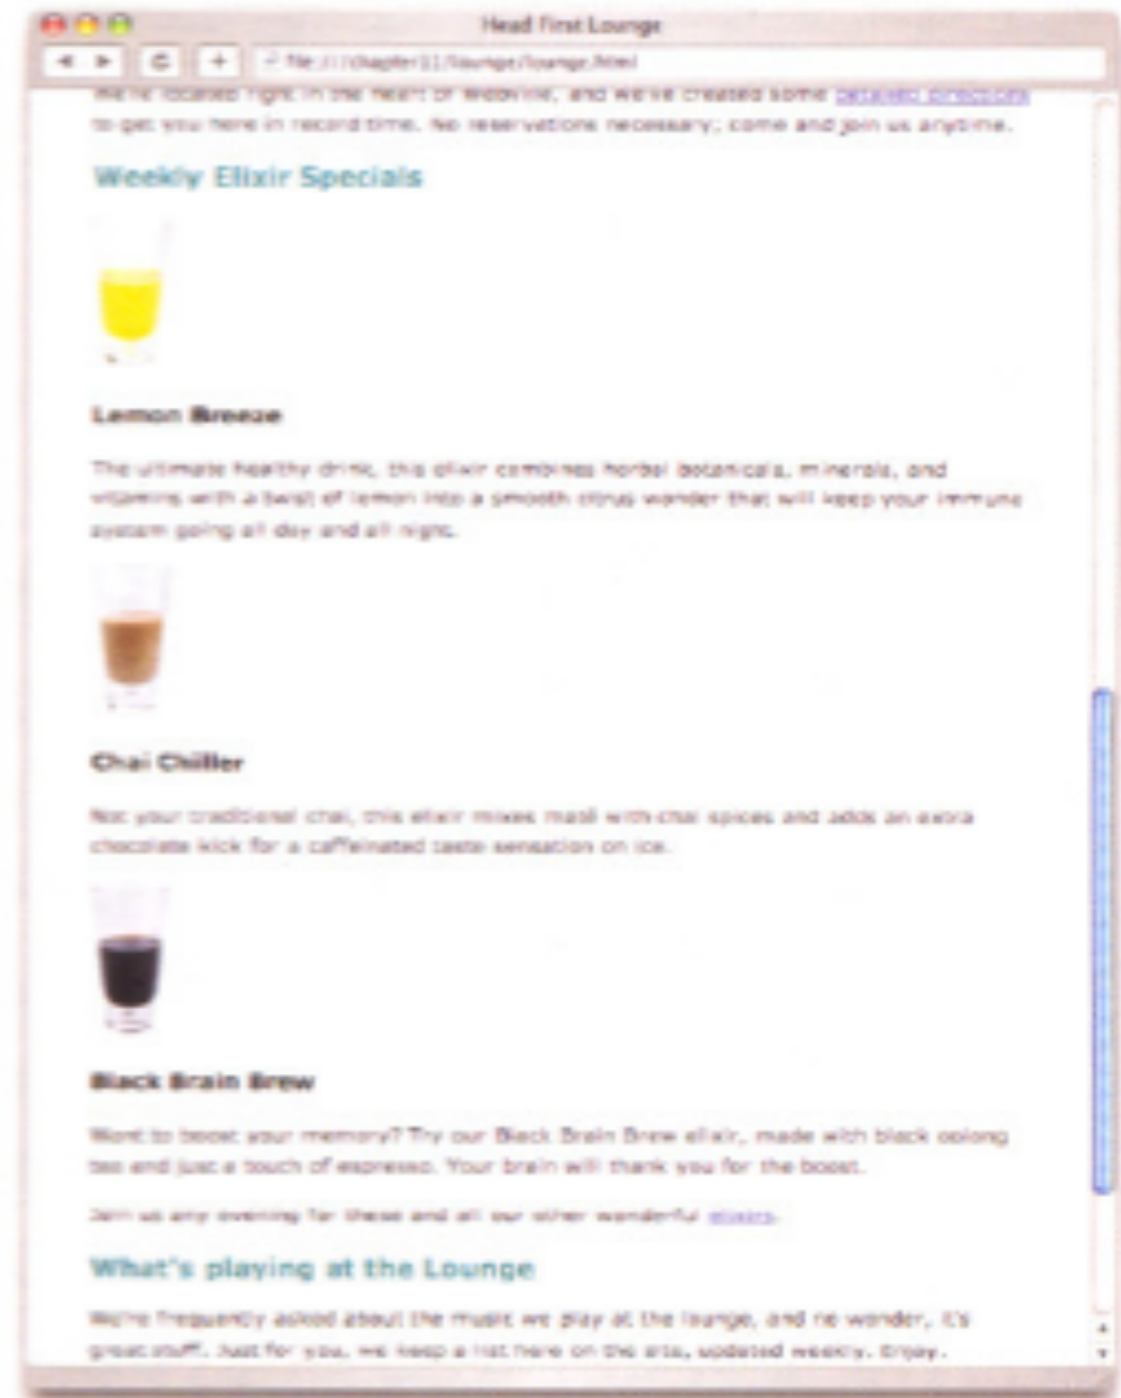 Head First Lounge
file:///chapter11/lounge/lounge.html
We're located right in the heart of Webville, and we've created some detailed directions
to get you here in record time. No reservations necessary; come and join us anytime.
Weekly Elixir Specials
Lemon Breeze
The ultimate healthy drink, this elixir combines herbal botanicals, minerals, and
vitamins with a twist of lemon into a smooth citrus wonder that will keep your immune
system going all day and all night.
Chai Chiller
Not your traditional chai, this elixir mixes maté with chai spices and adds an extra
chocolate kick for a caffeinated taste sensation on ice.
Black Brain Brew
Want to boost your memory? Try our Black Brain Brew elixir, made with black oolong
tea and just a touch of espresso. Your brain will thank you for the boost.
Join us any evening for these and all our other wonderful elixirs.
What's playing at the Lounge
We're frequently asked about the music we play at the lounge, and no wonder, it's
great stuff. Just for you, we keep a list here on the site, updated weekly. Enjoy.